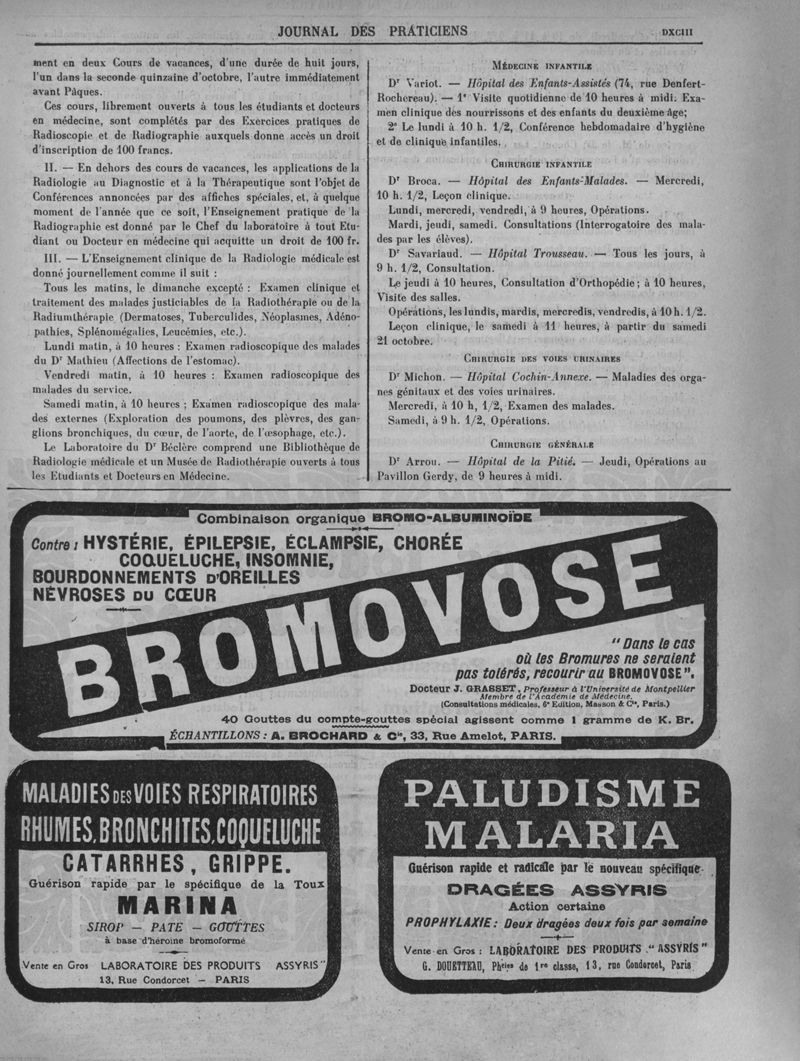 JOURNAL DES PRATICIENS
DXCIII
ment en deux Cours de vacances, d'une durée de huit jours,
l'un dans la seconde quinzaine d'octobre, l'autre immédiatement
avant Pâques.
Ces cours, librement ouverts à tous les étudiants et docteurs
en médecine, sont complétés par des Exercices pratiques de
Radioscopie et de Radiographie auxquels donne accès un droit
d'inscription de 100 francs.
II. — En dehors des cours de vacances, les applications de la
Radiologie au Diagnostic et à la Thérapeutique sont l'objet de
Conférences annoncées par des affiches spéciales, et, à quelque
moment de l'année que ce soit, l'Enseignement pratique de la
Radiographie est donné par le Chef du laboratoire à tout Etu-
diant ou Docteur en médecine qui acquitte un droit de 100 fr.
III. — L'Enseignement clinique de la Radiologie médicale est
donné journellement comme il suit :
Tous les matins, le dimanche excepté : Examen clinique et
traitement des malades justiciables de la Radiothérapie ou de la
Radiumthérapie (Dermatoses, Tuberculides, Néoplasmes, Adéno-
pathies, Splénomégalies, Leucémies, etc.).
Lundi matin, à 10 heures : Examen radioscopique des malades
du Dr Mathieu (Affections de l'estomac).
Vendredi matin, à 10 heures : Examen radioscopique des
malades du service.
Samedi matin, à 10 heures ; Examen radioscopique des mala-
des externes (Exploration des poumons, des plèvres, des gan-
glions bronchiques, du cœur, de l'aorte, de l'œsophage, etc.).
Le Laboratoire du Dr Béclère comprend une Bibliothèque de
Radiologie médicale et un Musée de Radiothérapie ouverts à tous
les Etudiants et Docteurs en Médecine.
MÉDECINE INFANTILE
Dr Variot. — Hôpital des Enfants-Assistés (74, rue Denfert-
Rochereau). — 1° Visite quotidienne de 10 heures à midi. Exa-
men clinique des nourrissons et des enfants du deuxième âge;
2° Le lundi à 10 h. 1/2, Conférence hebdomadaire d'hygiène
et de clinique infantiles.
CHIRURGIE INFANTILE
Dr Broca. — Hôpital des Enfants-Malades. — Mercredi,
10 h. 1/2, Leçon clinique.
Lundi, mercredi, vendredi, à 9 heures, Opérations.
Mardi, jeudi, samedi. Consultations (Interrogatoire des mala-
des par les élèves).
Dr Savariaud. — Hôpital Trousseau. — Tous les jours, à
9 h. 1/2, Consultation.
Le jeudi à 10 heures, Consultation d'Orthopédie ; à 10 heures,
Visite des salles.
Opérations, les lundis, mardis, mercredis, vendredis, à 10 h. 1/2.
Leçon clinique, le samedi à 11 heures, à partir du samedi
21 octobre.
CHIRURGIE DES VOIES URINAIRES
Dr Michon. — Hôpital Cochin-Annexe. — Maladies des orga-
nes génitaux et des voies urinaires.
Mercredi, à 10 h, 1/2, Examen des malades.
Samedi, à 9 h. 1/2, Opérations.
CHIRURGIE GÉNÉRALE
Dr Arrou. — Hôpital de la Pitié. — Jeudi, Opérations au
Pavillon Gerdy, de 9 heures à midi.
Combinaison organique BROMO-ALBUMINOÏDE
Contre : HYSTÉRIE, ÉPILEPSIE, ÉCLAMPSIE, CHORÉE
COQUELUCHE, INSOMNIE,
BOURDONNEMENTS D'OREILLES
NÉVROSES DU CŒUR
BROMOVOSE
"Dans le cas
où les Bromures ne seraient
pas tolérés, recourir au BROMOVOSE".
Docteur J. GRASSET, Professeur à l'Université de Montpellier
Membre de l'Académie de Médecine.
(Consultations médicales, 6e Edition, Masson & Cie, Paris.)
40 Gouttes du compte-gouttes spécial agissent comme 1 gramme de K. Br.
ÉCHANTILLONS : A. BROCHARD & Cie, 33, Rue Amelot, PARIS.
MALADIES DES VOIES RESPIRATOIRES
RHUMES, BRONCHITES, COQUELUCHE
CATARRHES, GRIPPE.
Guérison rapide par le spécifique de la Toux
MARINA
SIROP — PATE — GOUTTES
à base d'héroïne bromoformé
Vente en Gros LABORATOIRE DES PRODUITS ASSYRIS"
13, Rue Condorcet — PARIS
PALUDISME
MALARIA
Guérison rapide et radicale par le nouveau spécifique
DRAGÉES ASSYRIS
Action certaine
PROPHYLAXIE : Deux dragées deux fois par semaine
Vente en Gros : LABORATOIRE DES PRODUITS "ASSYRIS"
G. DOUETTEAU, Phcien de 1re classe, 13, rue Condorcet, Paris